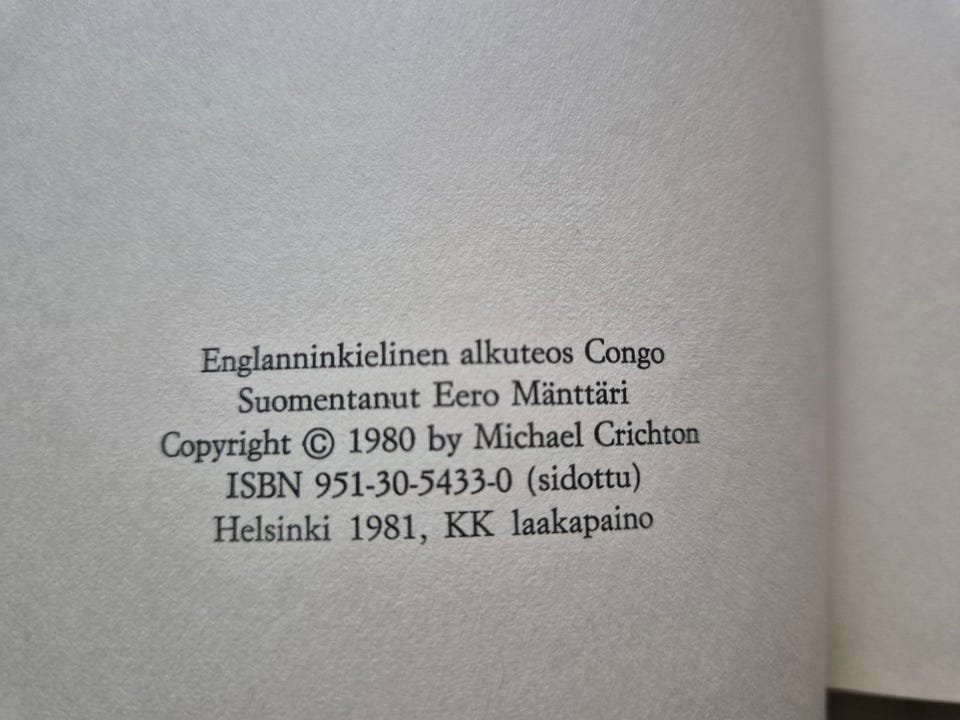 Englanninkielinen alkuteos Congo
Suomentanut Eero Mänttäri
Copyright © 1980 by Michael Crichton
ISBN 951-30-5433-0 (sidottu)
Helsinki 1981, KK laakapaino